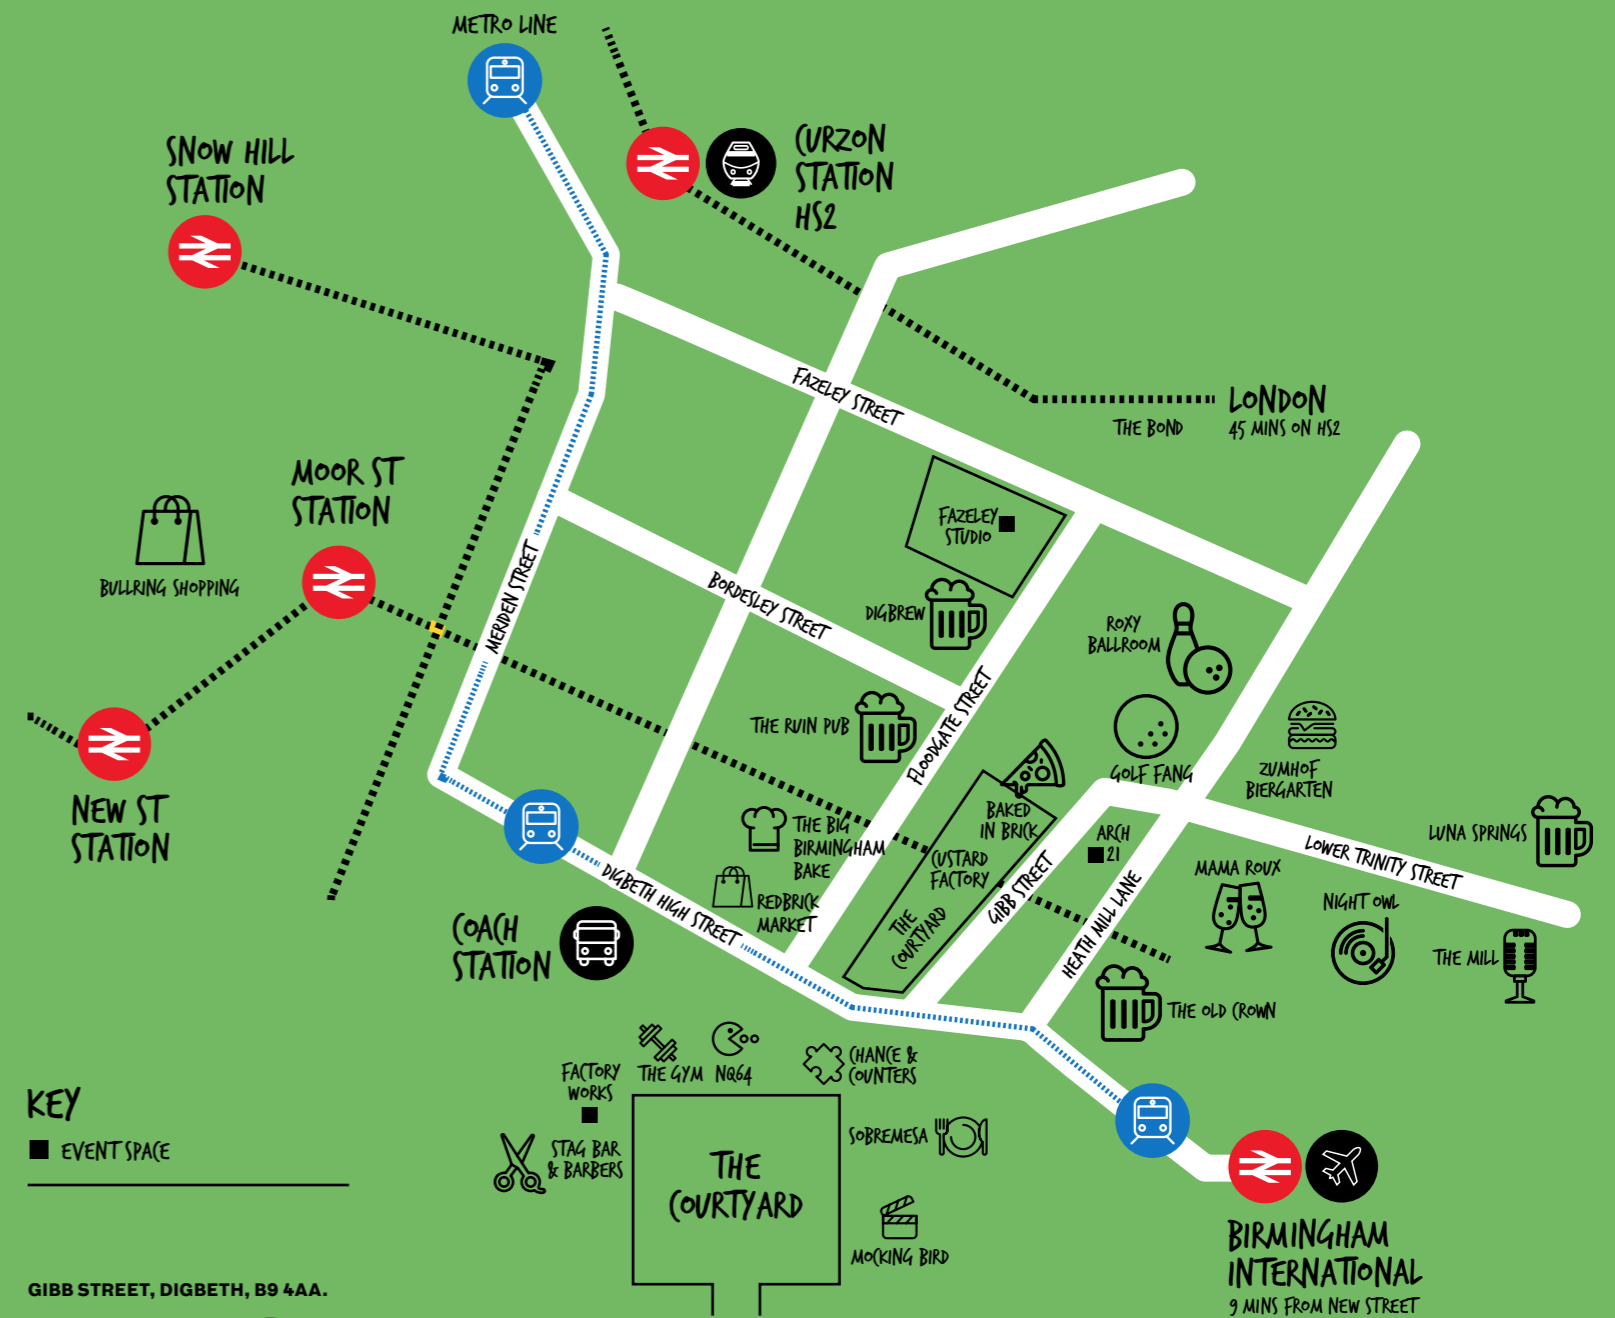 METRO LINE
SNOW HILL
STATION
CURZON
STATION
HS2
FAZELEY STREET
LONDON
45 MINS ON HS2
THE BOND
MOOR ST
STATION
BULLRING SHOPPING
MERIDEN STREET
FAZELEY
STUDIO
BORDESLEY STREET
DIGBREW
ROXY
BALLROOM
THE RUIN PUB
FLOODGATE STREET
GOLF FANG
ZUMHOF
BIERGARTEN
NEW ST
STATION
THE BIG
BIRMINGHAM
BAKE
BAKED
IN BRICK
CUSTARD
FACTORY
ARCH
21
LUNA SPRINGS
LOWER TRINITY STREET
MAMA ROUX
NIGHT OWL
THE MILL
REDBRICK
MARKET
DIGBETH HIGH STREET
THE
COURTYARD
GIBB STREET
HEATH MILL LANE
COACH
STATION
THE OLD CROWN
FACTORY
WORKS
THE GYM
NQ64
CHANCE &
COUNTERS
STAG BAR
& BARBERS
SOBREMESA
THE
COURTYARD
MOCKING BIRD
KEY
EVENT SPACE
BIRMINGHAM
INTERNATIONAL
9 MINS FROM NEW STREET
GIBB STREET, DIGBETH, B9 4AA.